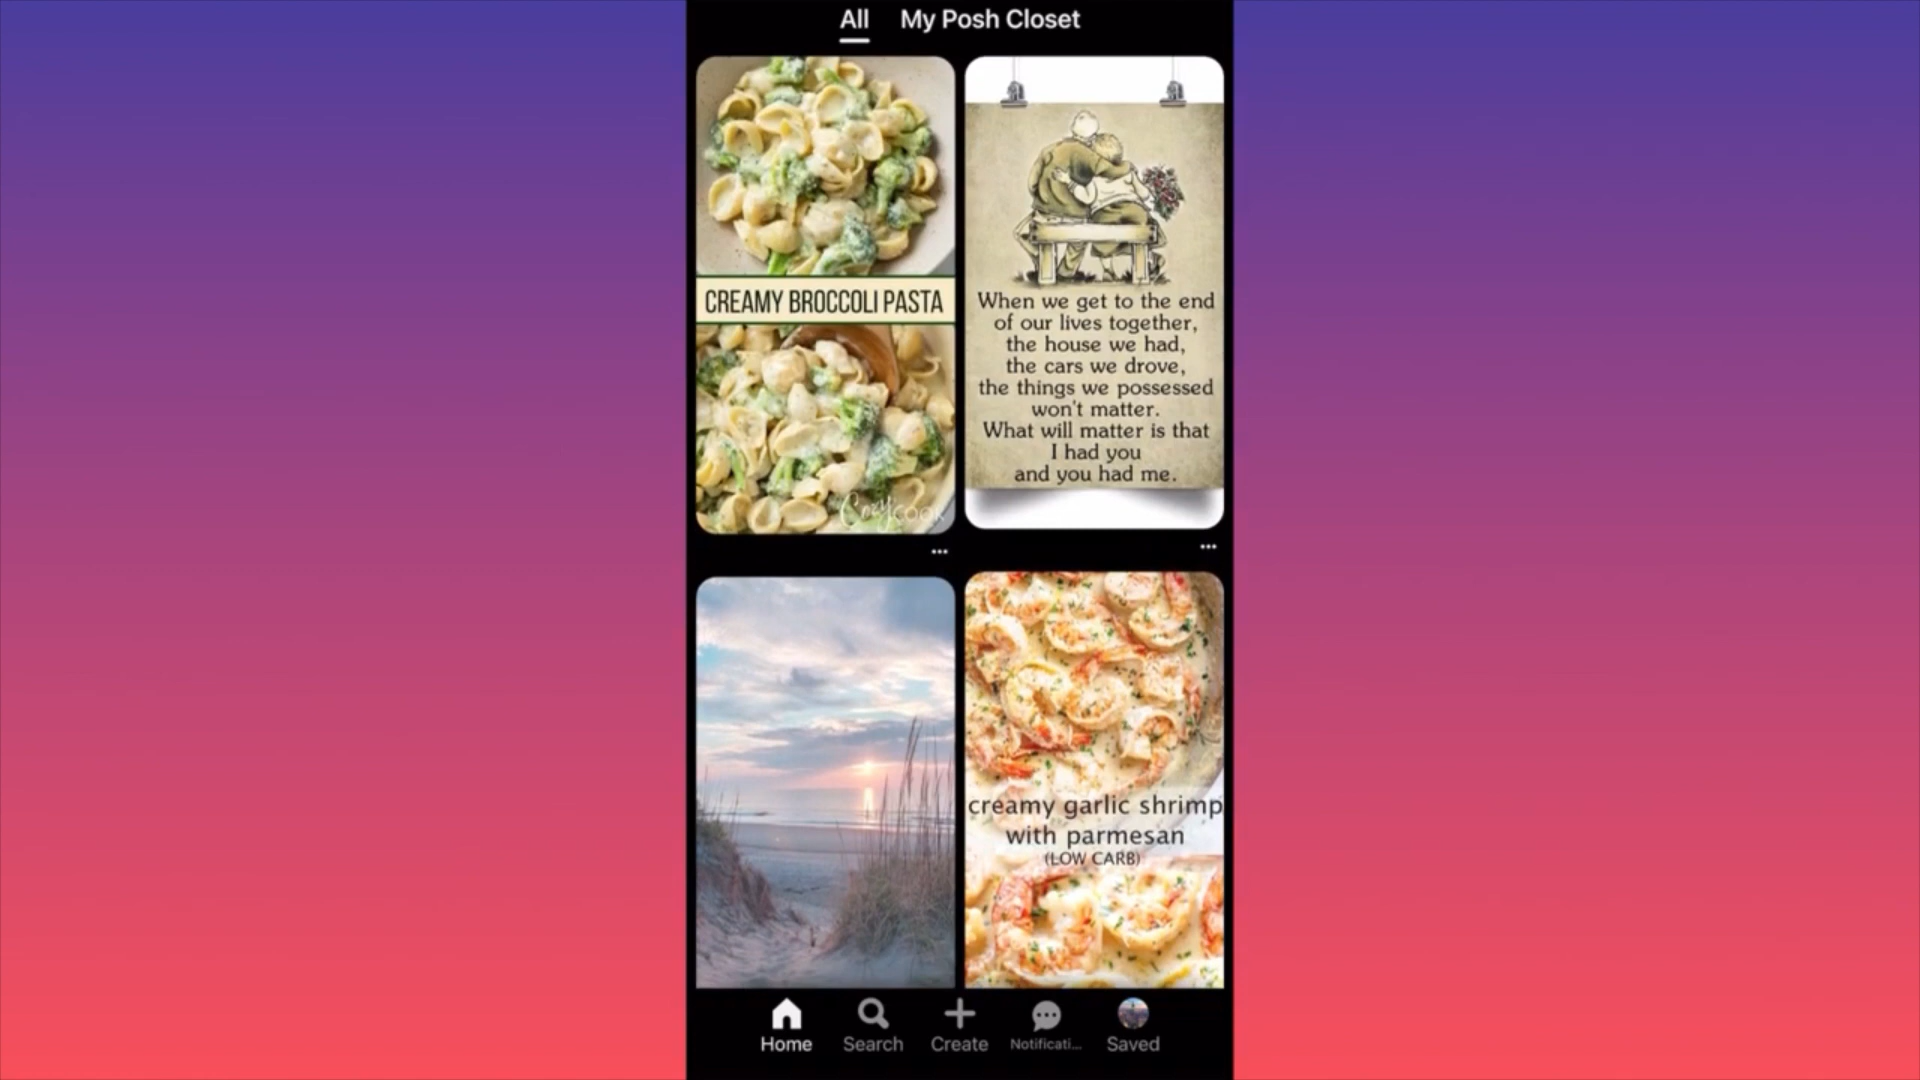 All My Posh Closet
CREAMY BROCCOLI PASTA
When we get to the end
of our lives together,
the house we had,
the cars we drove,
the things we possessed
won't matter.
What will matter is that
I had you
and you had me.
creamy garlic shrimp
with parmesan
(LOW CARB)
Home Search Create Notificati... Saved